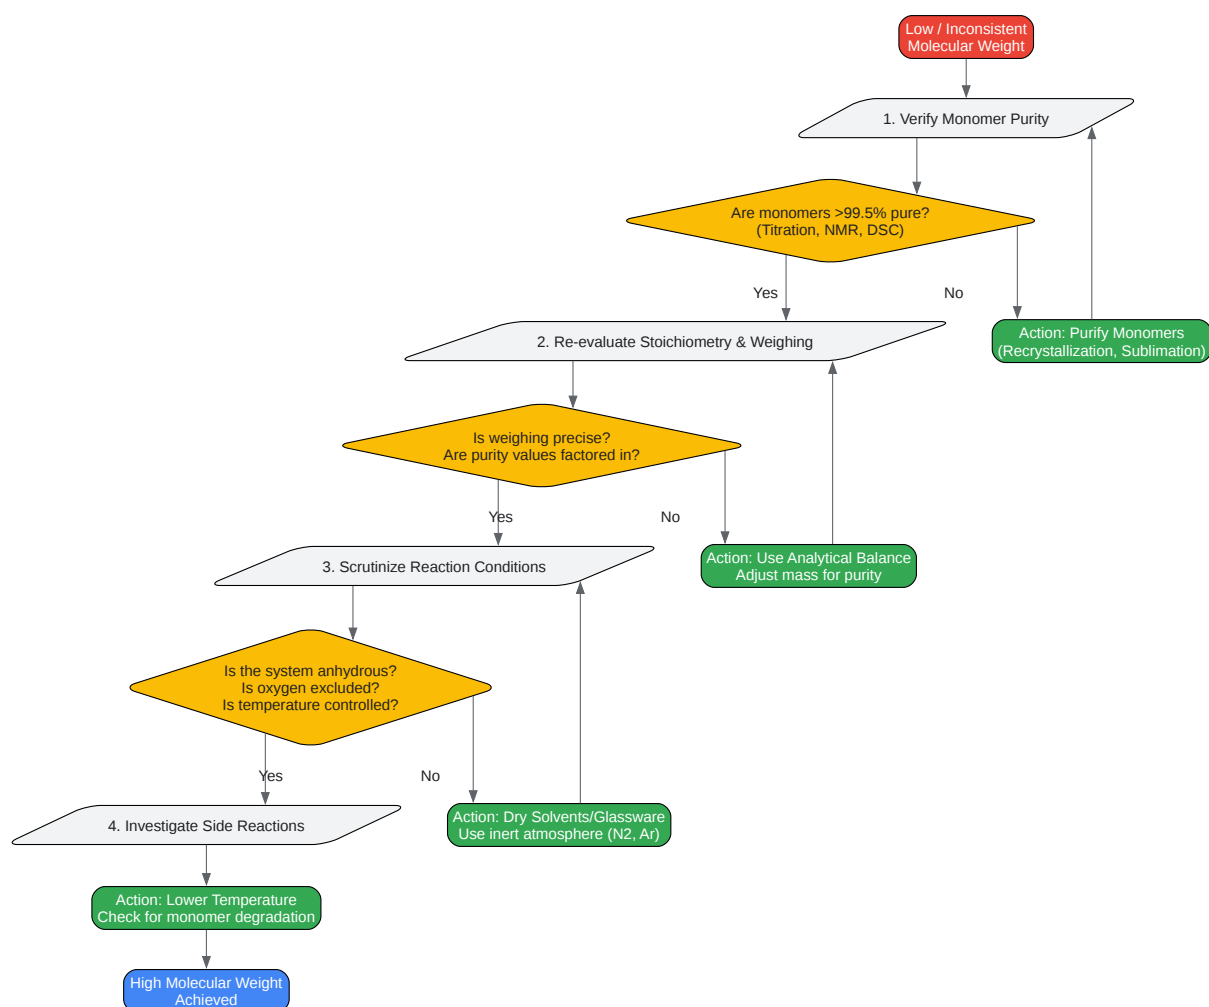 Low / Inconsistent
Molecular Weight
1. Verify Monomer Purity
Are monomers >99.5% pure?
(Titration, NMR, DSC)
Yes
No
Action: Purify Monomers
(Recrystallization, Sublimation)
2. Re-evaluate Stoichiometry & Weighing
Is weighing precise?
Are purity values factored in?
Yes
No
Action: Use Analytical Balance
Adjust mass for purity
3. Scrutinize Reaction Conditions
Is the system anhydrous?
Is oxygen excluded?
Is temperature controlled?
Yes
No
Action: Dry Solvents/Glassware
Use inert atmosphere (N2, Ar)
4. Investigate Side Reactions
Action: Lower Temperature
Check for monomer degradation
High Molecular Weight
Achieved